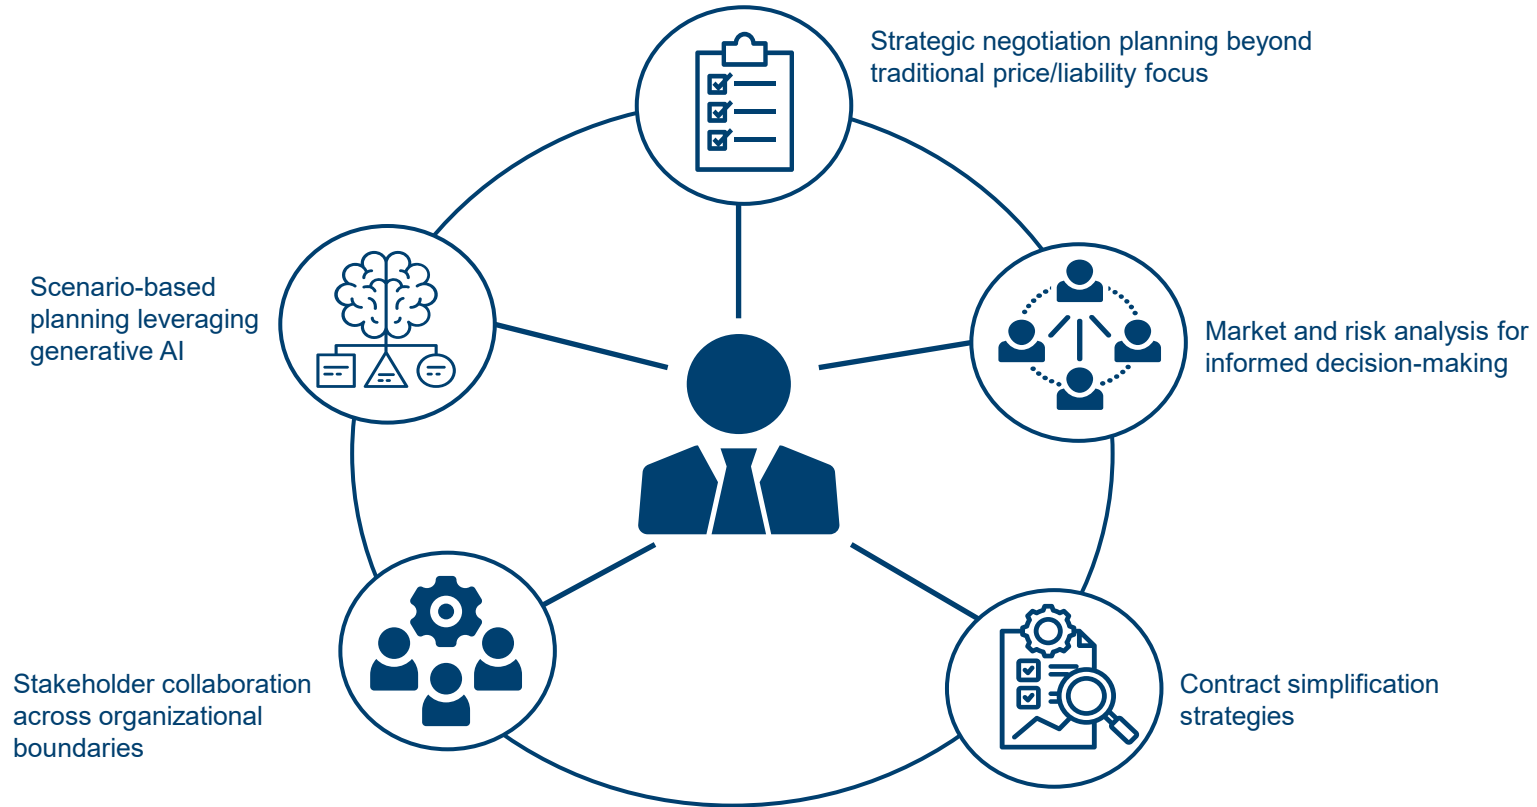 Strategic negotiation planning beyond
traditional price/liability focus
Scenario-based
planning leveraging
generative AI
Market and risk analysis for
informed decision-making
Stakeholder collaboration
across organizational
boundaries
Contract simplification
strategies